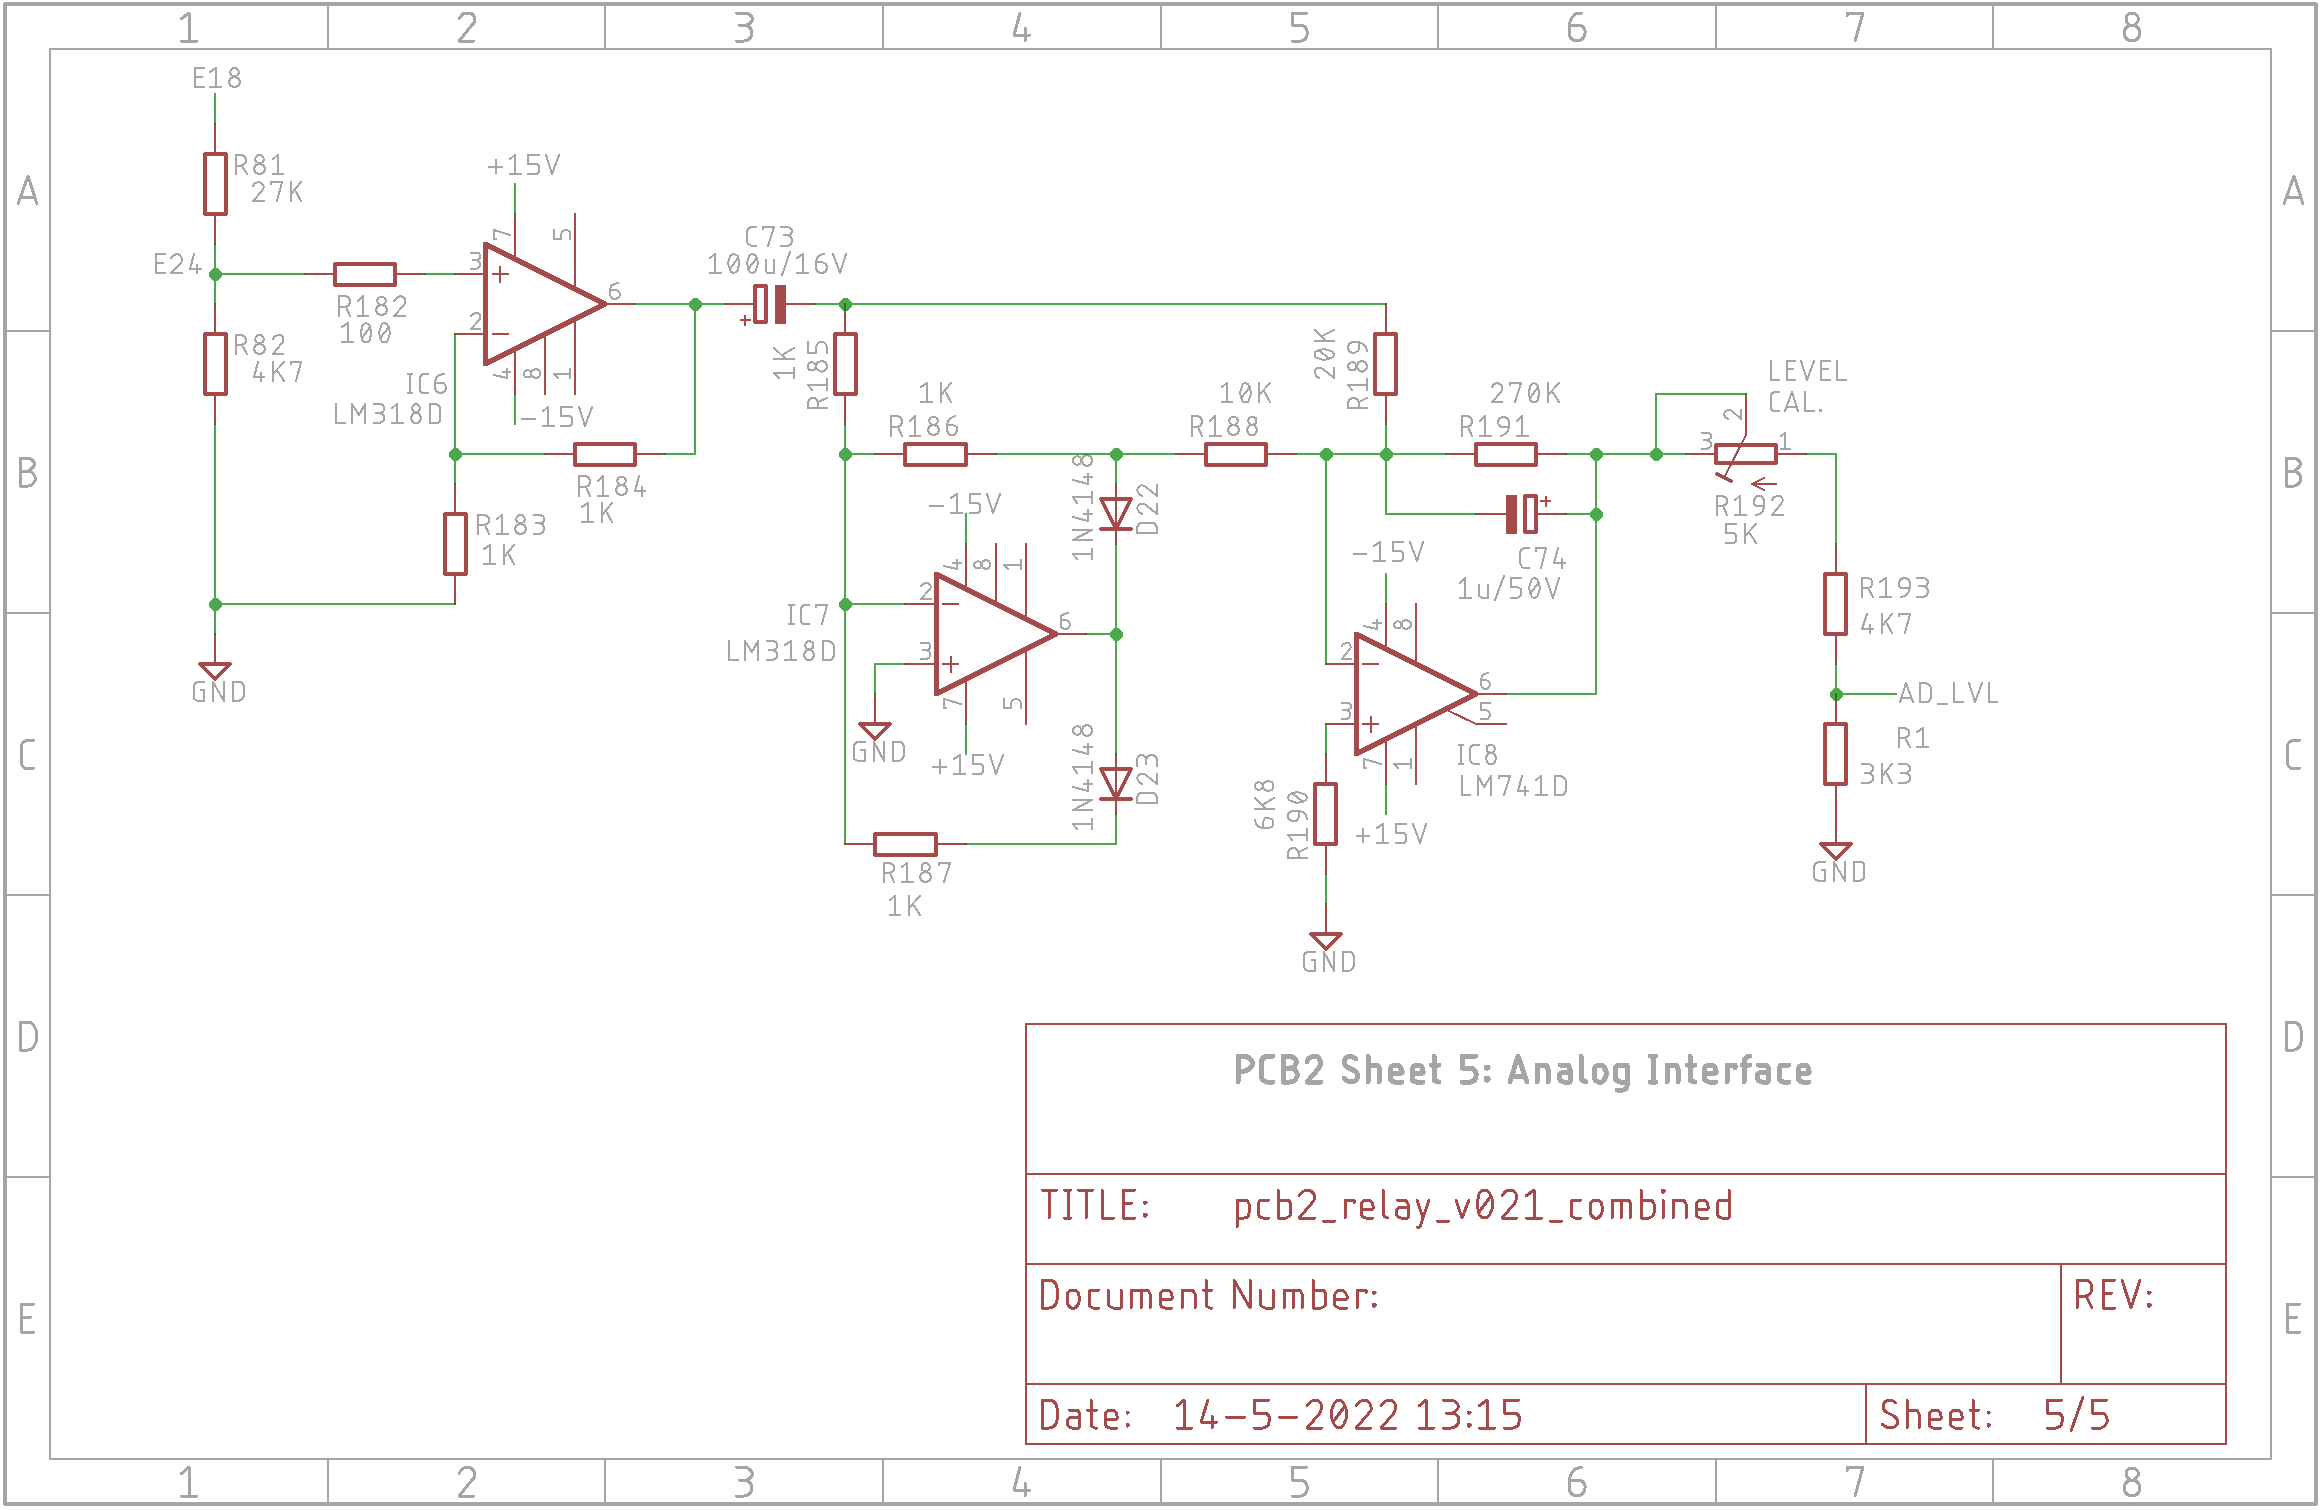 1 2 3 4 5 6 7 8
A
B
C
D
E
E18
R81
27K
E24
R82
4K7
GND
R182
100
+15V
7
5
3
+
2
-
6
4
8
1
IC6
LM318D
-15V
R184
1K
R183
1K
C73
100u/16V
+
1K
R185
1K
R186
-15V
4
8
1
2
-
3
+
6
7
5
IC7
LM318D
GND
+15V
1N4148
D22
1N4148
D23
R187
1K
10K
R188
20K
R189
270K
R191
+
C74
1u/50V
-15V
4
8
2
-
3
+
6
5
7
1
IC8
LM741D
+15V
6K8
R190
GND
LEVEL
CAL.
2
3
1
R192
5K
R193
4K7
AD_LVL
R1
3K3
GND
A
B
C
D
E
PCB2 Sheet 5: Analog Interface
TITLE: pcb2_relay_v021_combined
Document Number:
REV:
Date: 14-5-2022 13:15
Sheet: 5/5
1 2 3 4 5 6 7 8